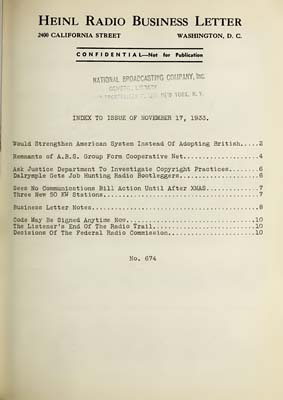 HEINL RADIO BUSINESS LETTER
2400 CALIFORNIA STREET WASHINGTON, D. C.
CONFIDENTIAL—Not for Publication
NATIONAL BROADCASTING COMPANY, Inc.
GENERAL LIBRARY
NEW YORK, N. Y.
INDEX TO ISSUE OF NOVEMBER 17, 1933.
Would Strengthen American System Instead Of Adopting British.....2
Remnants of A.B.S. Group Form Cooperative Net....................4
Ask Justice Department To Investigate Copyright Practices........6
Dalrymple Gets Job Hunting Radio Bootleggers.....................6
Sees No Communications Bill Action Until After XMAS..............7
Three New 50 KW Stations.........................................7
Business Letter Notes............................................8
Code May Be Signed Anytime Now..................................10
The Listener's End Of The Radio Trail...........................10
Decisions Of The Federal Radio Commission.......................10
No. 674